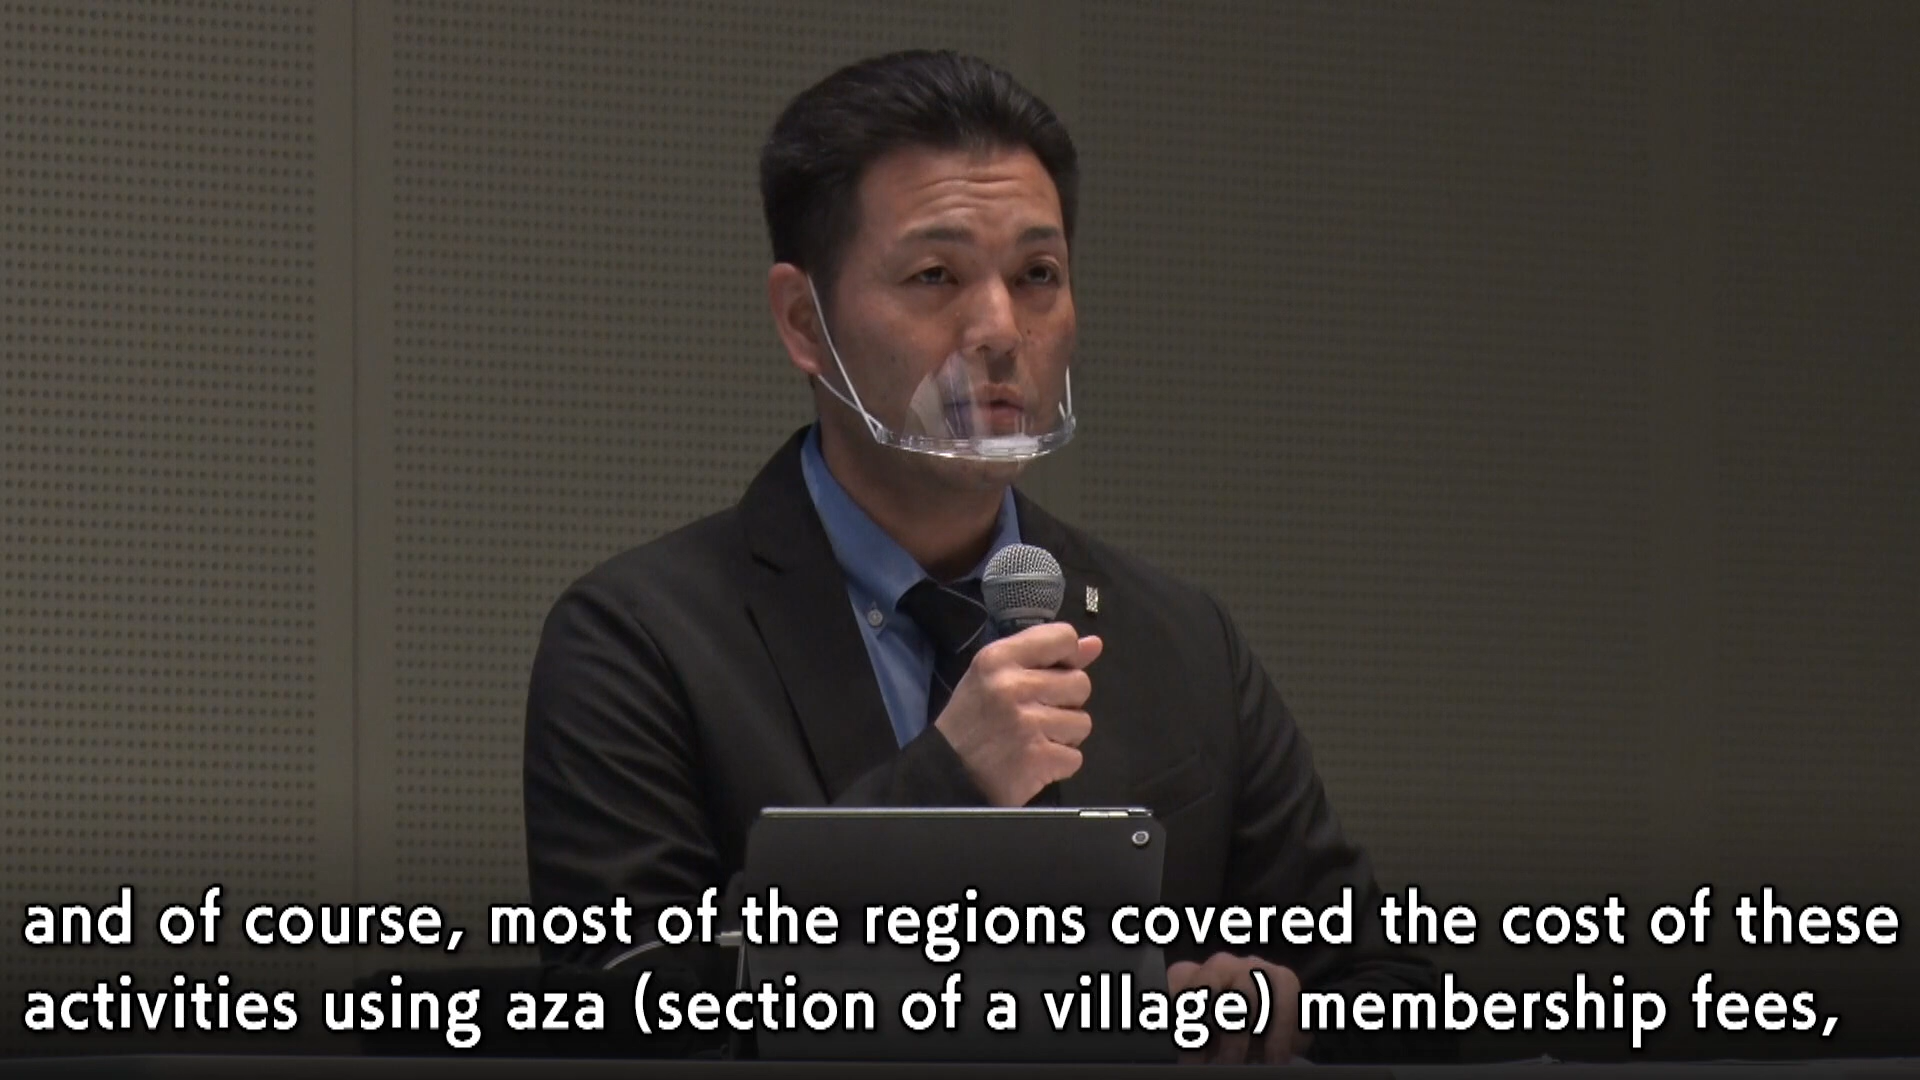 and of course, most of the regions covered the cost of these
activities using aza (section of a village) membership fees,